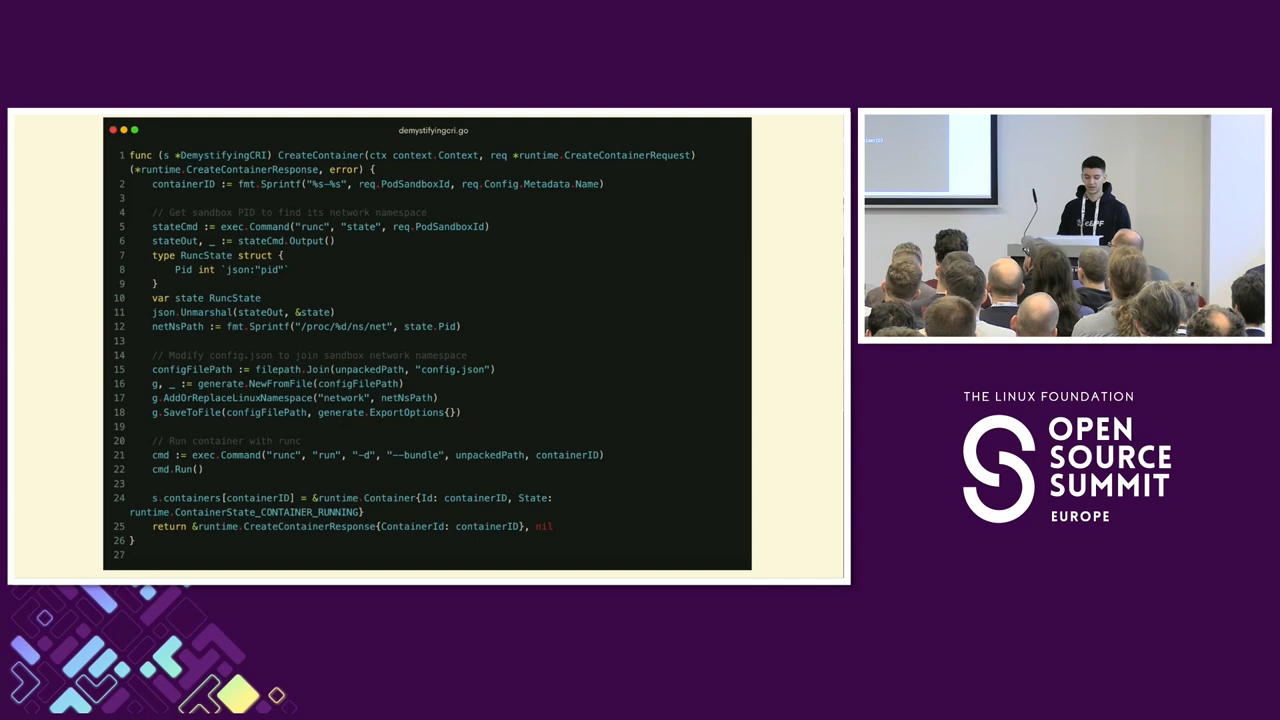 demystifyingcri.go
1 func (s *DemystifyingCRI) CreateContainer(ctx context.Context, req *runtime.CreateContainerRequest)
(*runtime.CreateContainerResponse, error) {
2     containerID := fmt.Sprintf("%s-%s", req.PodSandboxId, req.Config.Metadata.Name)
3
4     // Get sandbox PID to find its network namespace
5     stateCmd := exec.Command("runc", "state", req.PodSandboxId)
6     stateOut, _ := stateCmd.Output()
7     type RuncState struct {
8         Pid int `json:"pid"`
9     }
10     var state RuncState
11     json.Unmarshal(stateOut, &state)
12     netNsPath := fmt.Sprintf("/proc/%d/ns/net", state.Pid)
13
14     // Modify config.json to join sandbox network namespace
15     configFilePath := filepath.Join(unpackedPath, "config.json")
16     g, _ := generate.NewFromFile(configFilePath)
17     g.AddOrReplaceLinuxNamespace("network", netNsPath)
18     g.SaveToFile(configFilePath, generate.ExportOptions{})
19
20     // Run container with runc
21     cmd := exec.Command("runc", "run", "-d", "--bundle", unpackedPath, containerID)
22     cmd.Run()
23
24     s.containers[containerID] = &runtime.Container{Id: containerID, State:
runtime.ContainerState_CONTAINER_RUNNING}
25     return &runtime.CreateContainerResponse{ContainerId: containerID}, nil
26 }
27
eBPF
THE LINUX FOUNDATION
OPEN
SOURCE
SUMMIT
EUROPE